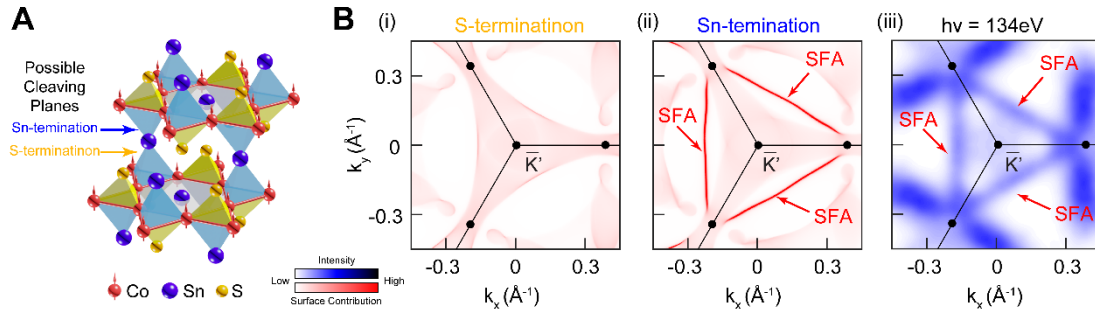 A
Possible
Cleaving
Planes
Sn-temination
S-terminatinon
Co Sn S
Intensity
Low High
Surface Contribution
B (i) S-terminatinon
0.3
0
-0.3
k_y (Å⁻¹)
K̅'
-0.3 0 0.3
k_x (Å⁻¹)
(ii) Sn-temination
SFA
SFA
K̅'
SFA
-0.3 0 0.3
k_x (Å⁻¹)
(iii) hν = 134eV
SFA
SFA
K̅'
SFA
-0.3 0 0.3
k_x (Å⁻¹)